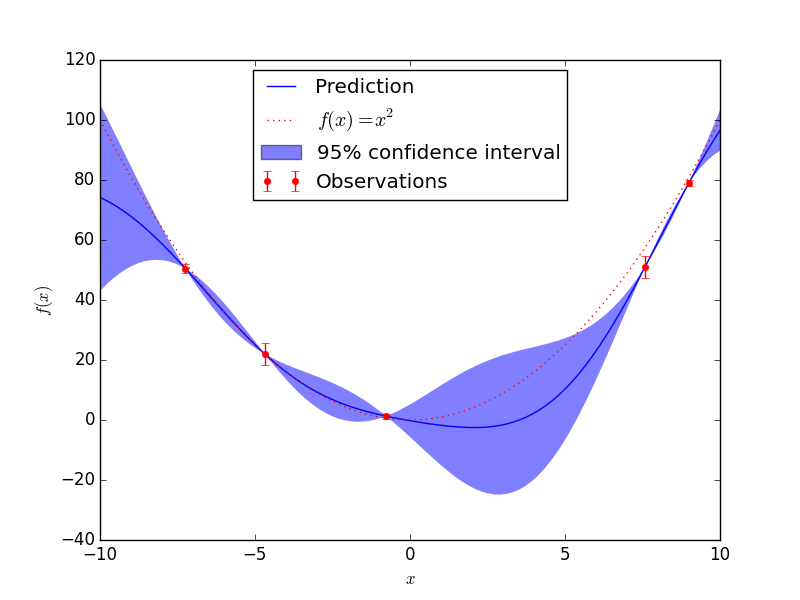 120
100
80
60
40
20
0
−20
−40
−10
−5
0
5
10
f(x)
x
Prediction
f(x) = x²
95% confidence interval
Observations